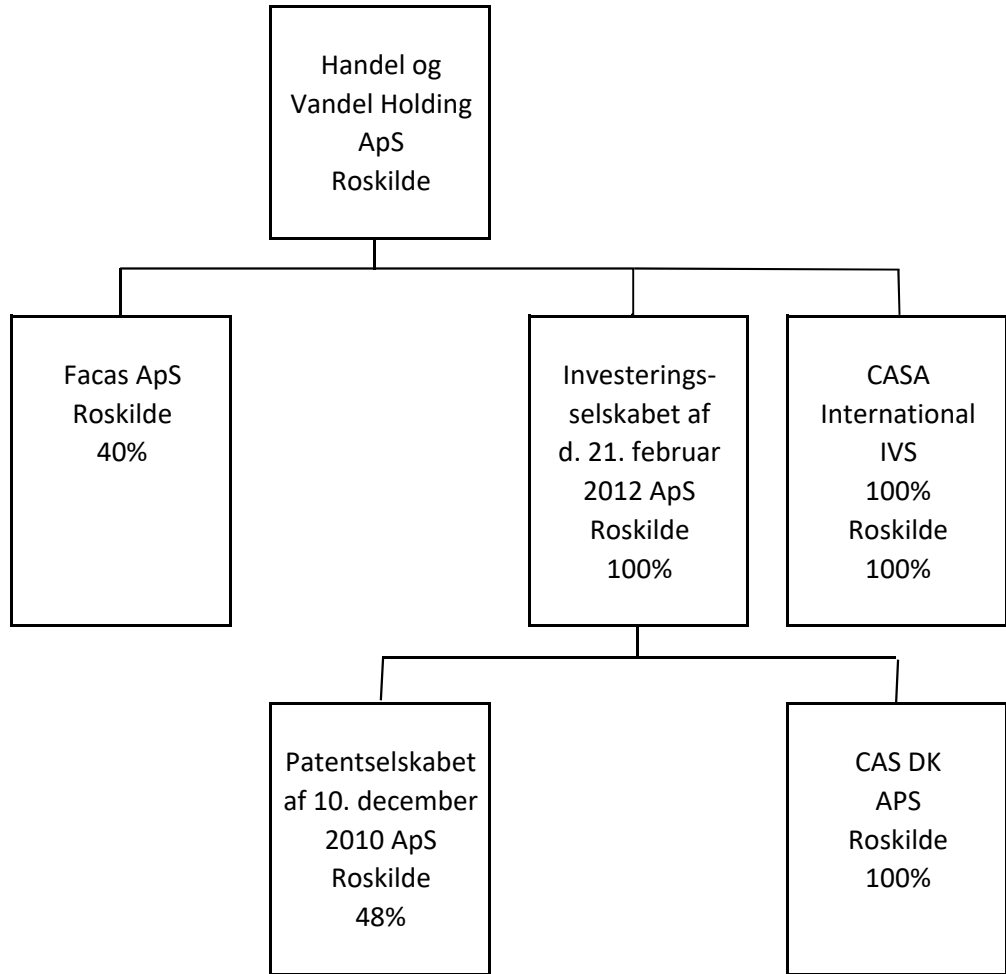 Handel og
Vandel Holding
ApS
Roskilde
Facas ApS
Roskilde
40%
Investerings-
selskabet af
d. 21. februar
2012 ApS
Roskilde
100%
CASA
International
IVS
100%
Roskilde
100%
Patentselskabet
af 10. december
2010 ApS
Roskilde
48%
CAS DK
APS
Roskilde
100%